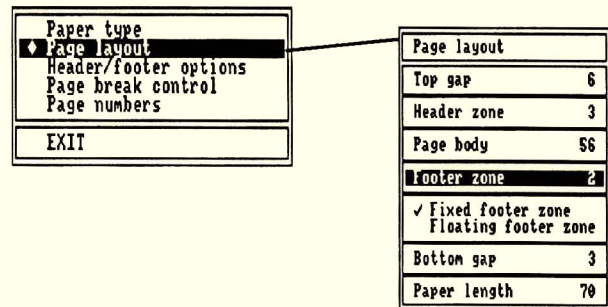 Paper type
Page layout
Header/footer options
Page break control
Page numbers
EXIT
Page layout
Top gap 6
Header zone 3
Page body 56
Footer zone 2
✓ Fixed footer zone
Floating footer zone
Bottom gap 3
Paper length 70